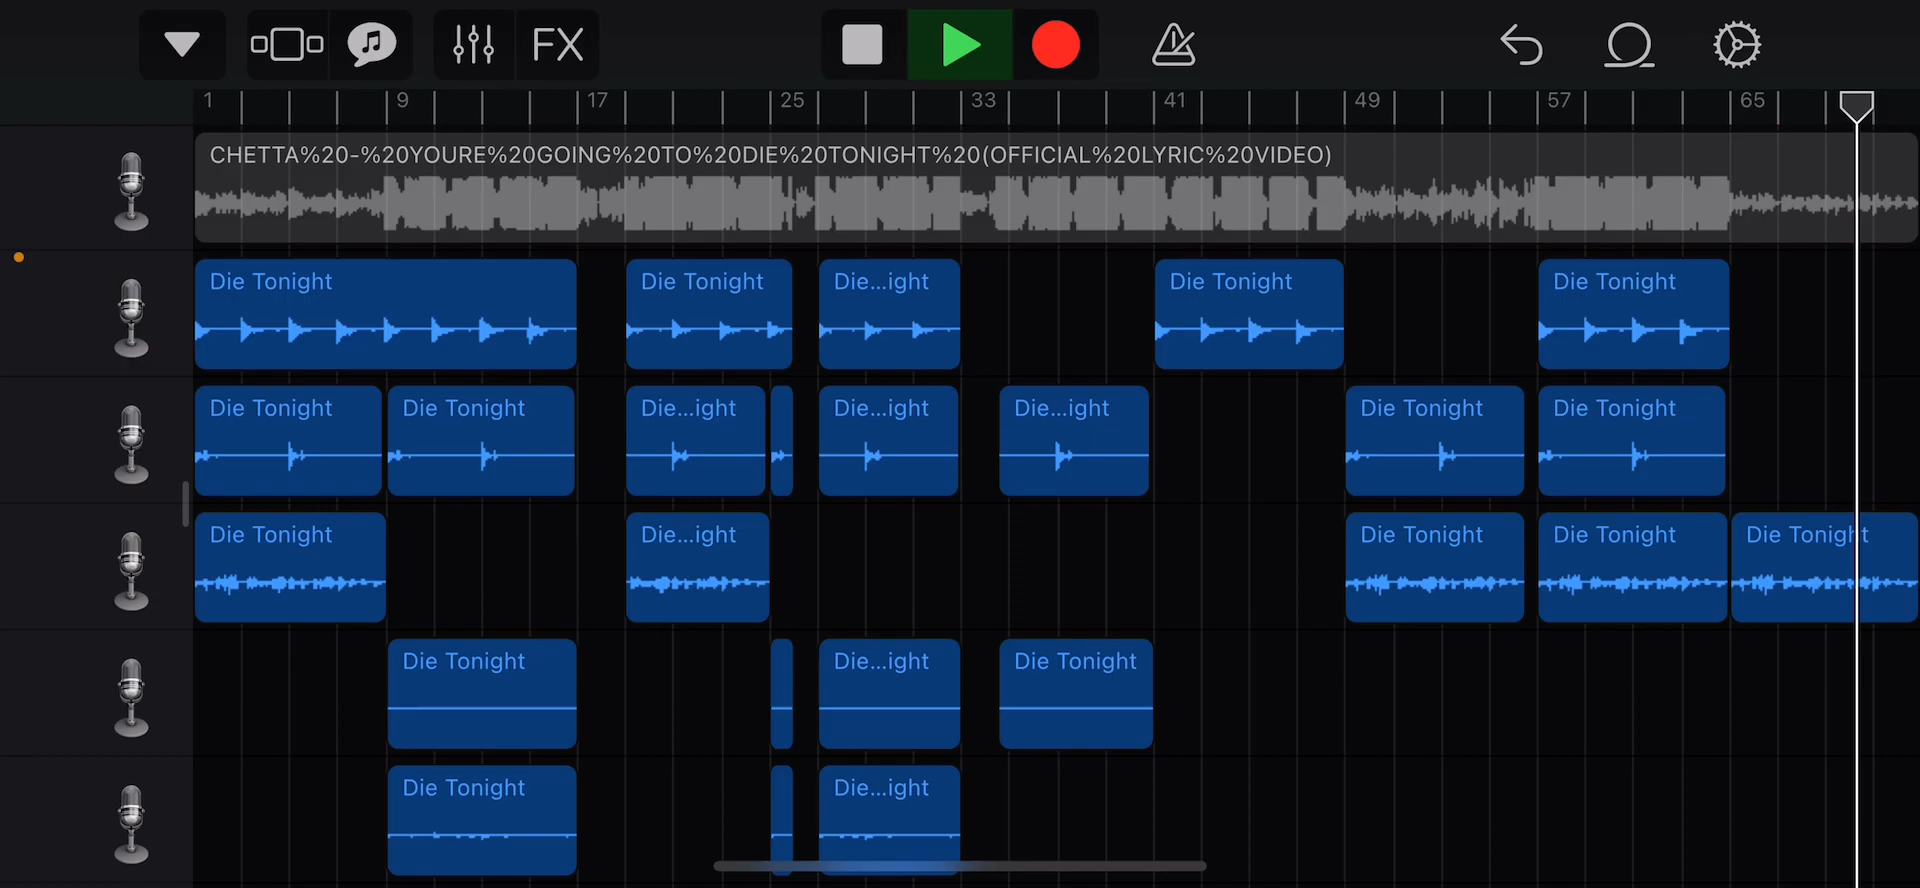 FX
1 9 17 25 33 41 49 57 65
CHETTA%20-%20YOURE%20GOING%20TO%20DIE%20TONIGHT%20(OFFICIAL%20LYRIC%20VIDEO)
Die Tonight Die Tonight Die...ight Die Tonight Die Tonight
Die Tonight Die Tonight Die...ight Die...ight Die...ight Die Tonight Die Tonight
Die Tonight Die...ight Die Tonight Die Tonight Die Tonight
Die Tonight Die...ight Die Tonight
Die Tonight Die...ight